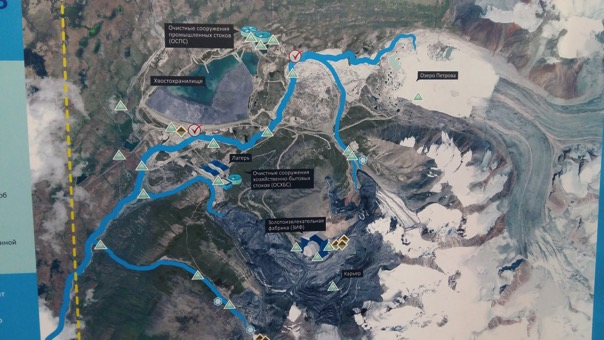 Очистные сооружения
промышленных стоков
(ОСПС)
Хвостохранилище
Озеро Петрова
Лагерь
Очистные сооружения
хозяйственно-бытовых
стоков (ОСХБС)
Золотоизвлекательная
фабрика (ЗИФ)
Карьер